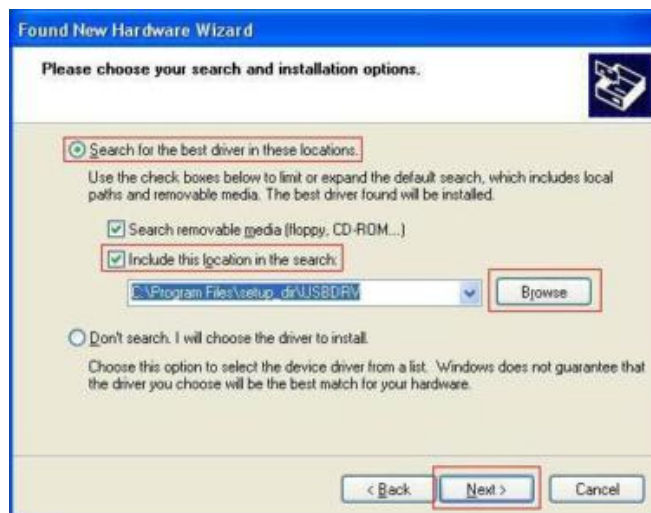 Found New Hardware Wizard
Please choose your search and installation options.
Search for the best driver in these locations.
Use the check boxes below to limit or expand the default search, which includes local
paths and removable media. The best driver found will be installed.
Search removable media (floppy, CD-ROM...)
Include this location in the search:
C:\Program Files\setup_dir\USBDRV
Browse
Don't search. I will choose the driver to install.
Choose this option to select the device driver from a list. Windows does not guarantee that
the driver you choose will be the best match for your hardware.
< Back
Next >
Cancel